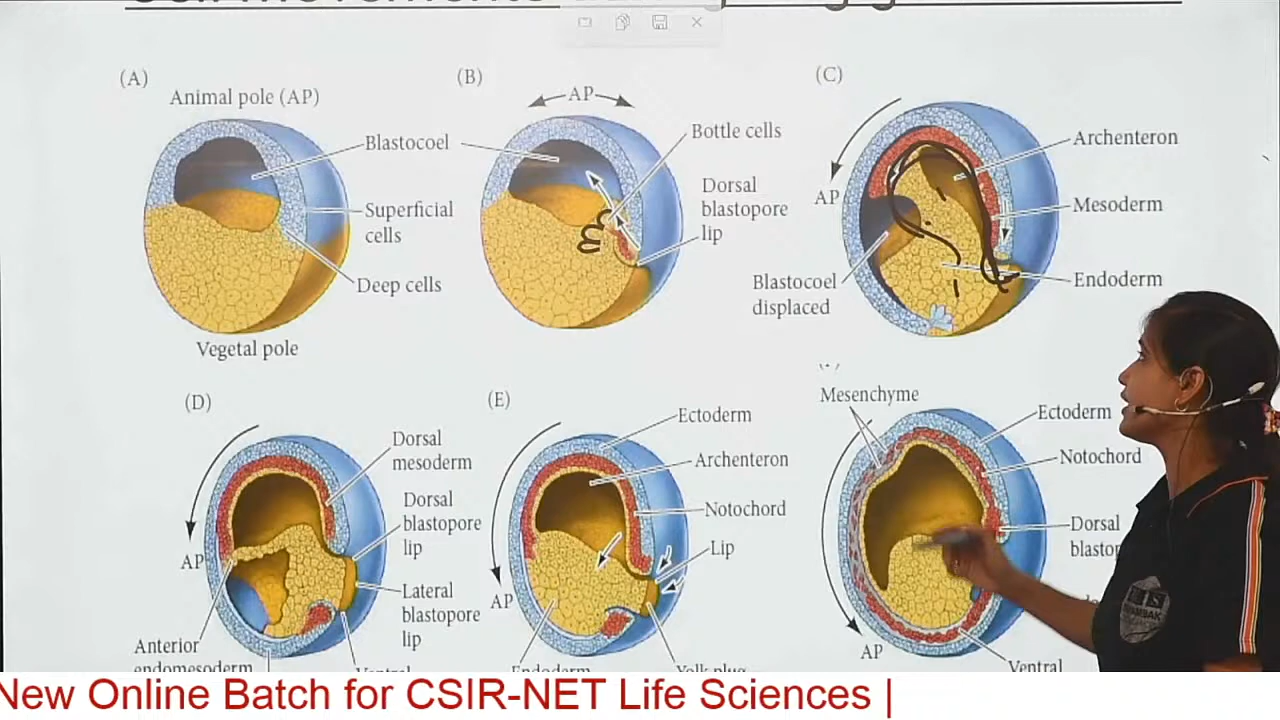 (A)
Animal pole (AP)
Blastocoel
Superficial
cells
Deep cells
Vegetal pole
(B)
AP
Bottle cells
Dorsal
blastopore
lip
(C)
AP
Archenteron
Mesoderm
Endoderm
Blastocoel
displaced
(D)
Dorsal
mesoderm
Dorsal
blastopore
lip
Lateral
blastopore
lip
AP
Anterior
endomesoderm
Ventral
(E)
Ectoderm
Archenteron
Notochord
Lip
AP
Endoderm
Yolk plug
Mesenchyme
Ectoderm
Notochord
Dorsal
AP
Ventral
New Online Batch for CSIR-NET Life Sciences |